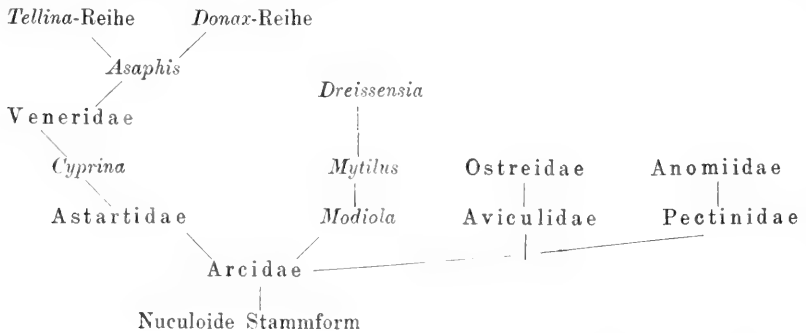 Tellina-Reihe Donax-Reihe
Asaphis
Dreissensia
Veneridae
Cyprina Mytilus Ostreidae Anomiidae
Astartidae Modiola Aviculidae Pectinidae
Arcidae
Nuculoide Stammform